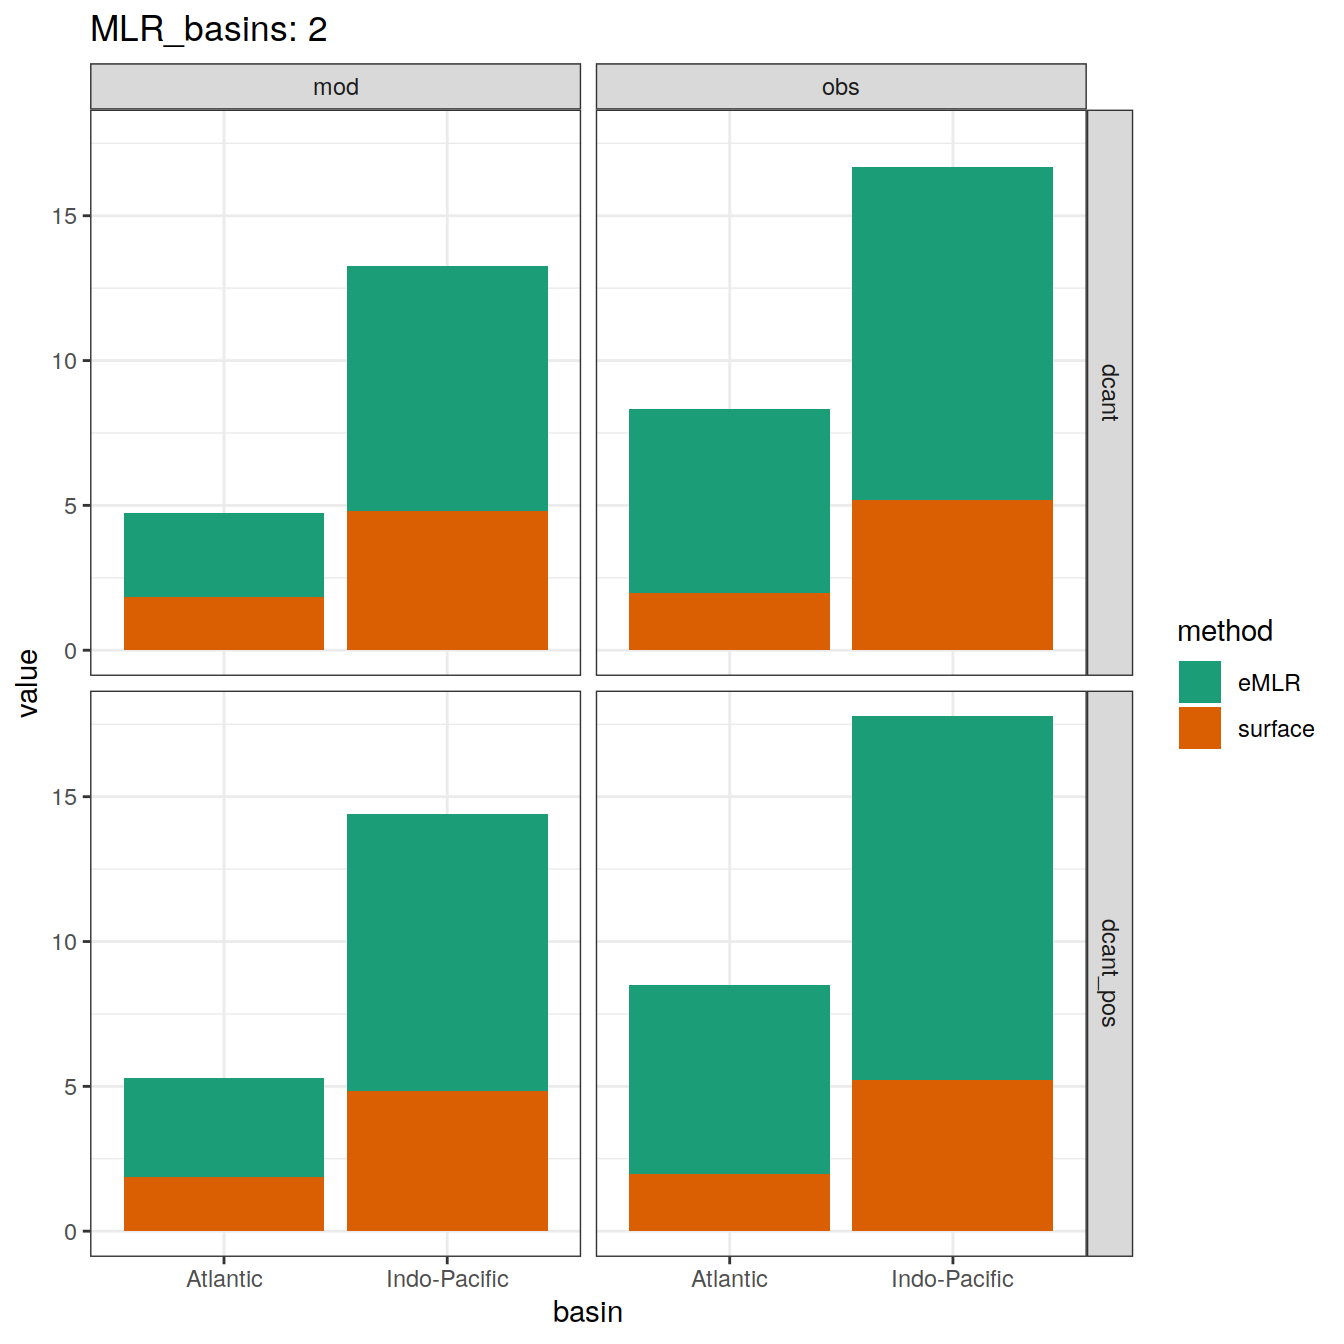 MLR_basins: 2
mod
obs
15
10
5
0
dcant
15
10
5
0
dcant_pos
value
Atlantic
Indo-Pacific
Atlantic
Indo-Pacific
basin
method
eMLR
surface